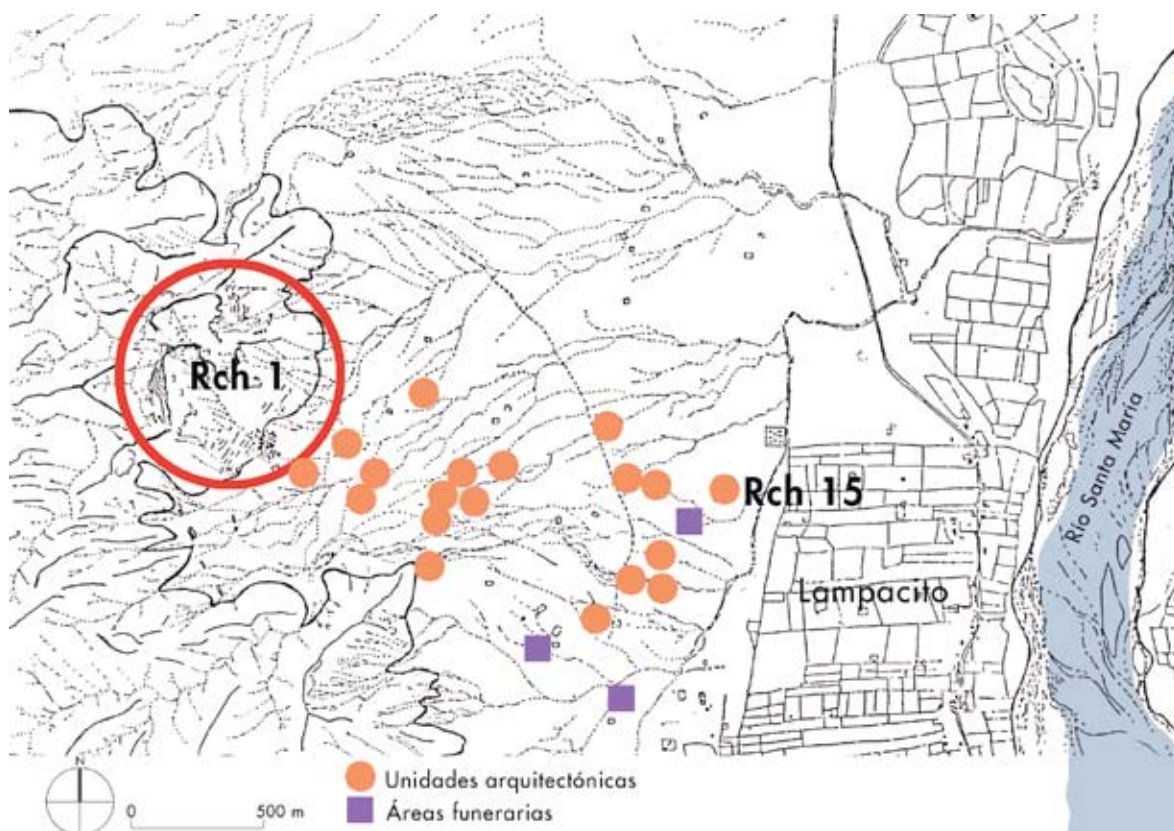 Rch 1
Rch 15
Río Santa María
Lampacito
N
0 500 m
Unidades arquitectónicas
Áreas funerarias